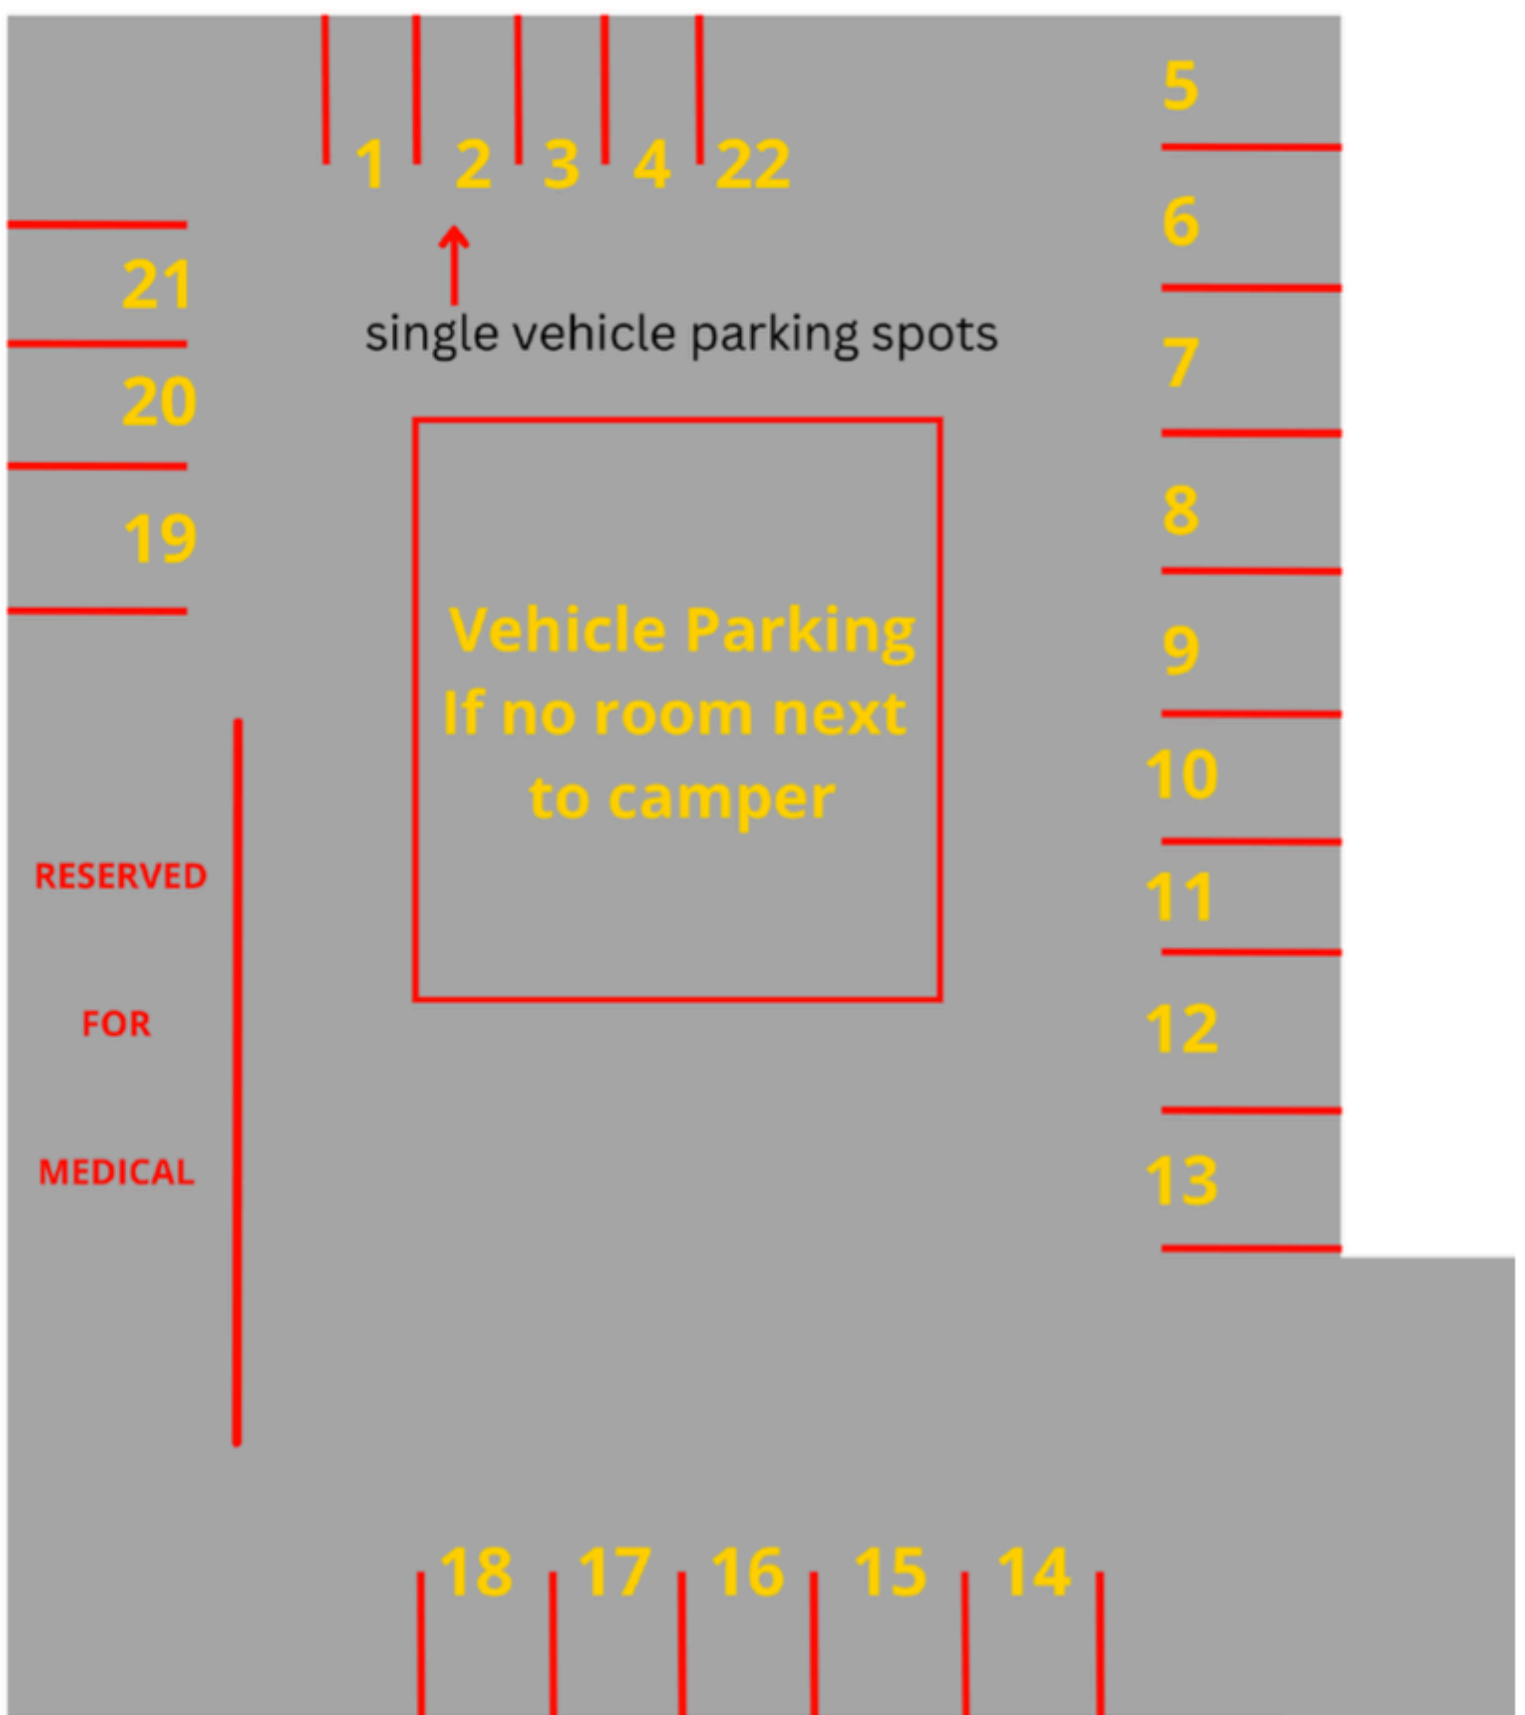 5
1 2 3 4 22
6
21
single vehicle parking spots
7
20
8
19
Vehicle Parking
If no room next
to camper
9
10
RESERVED
11
FOR
12
MEDICAL
13
18 17 16 15 14